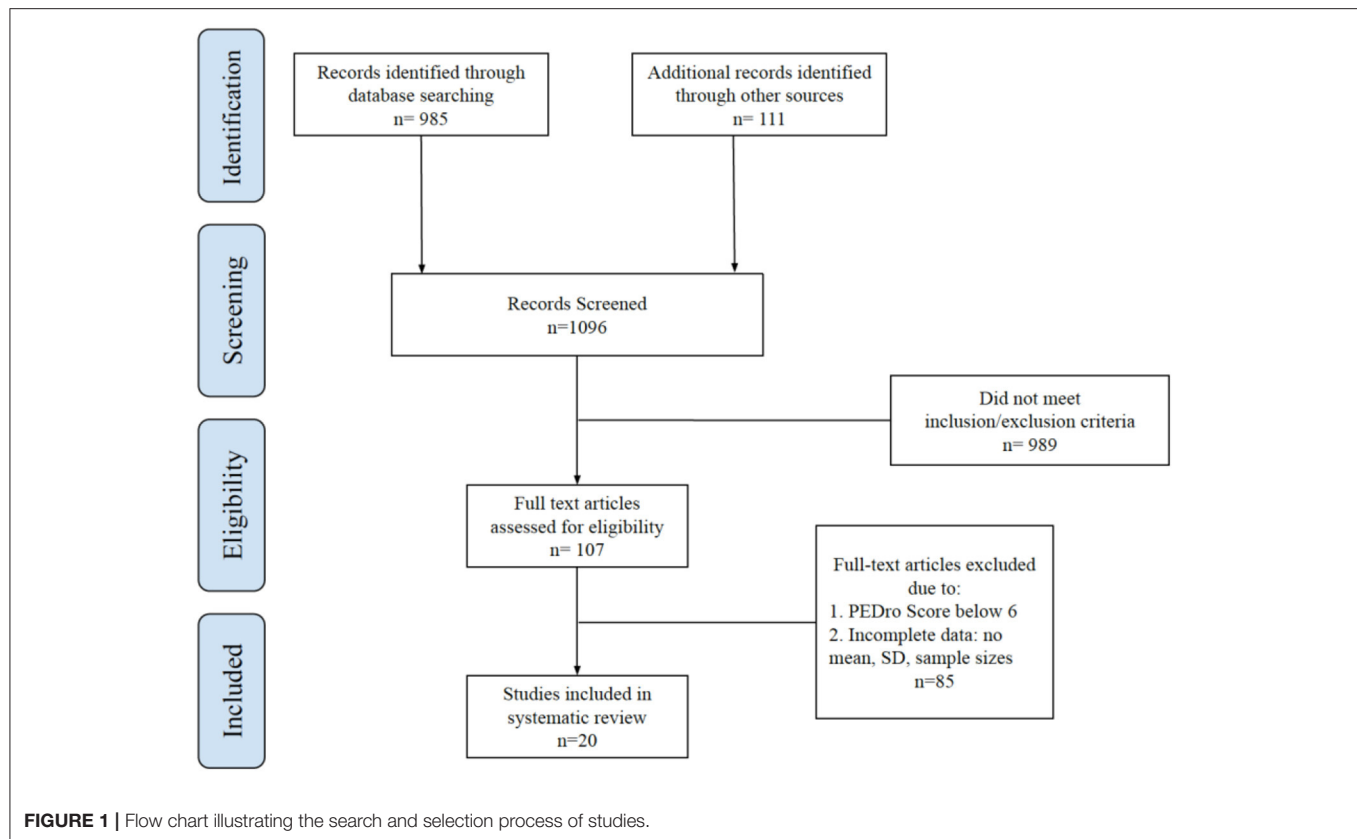 Identification
Records identified through
database searching
n= 985
Additional records identified
through other sources
n= 111
Screening
Records Screened
n=1096
Did not meet
inclusion/exclusion criteria
n= 989
Eligibility
Full text articles
assessed for eligibility
n= 107
Full-text articles excluded
due to:
1. PEDro Score below 6
2. Incomplete data: no
mean, SD, sample sizes
n=85
Included
Studies included in
systematic review
n=20
FIGURE 1 | Flow chart illustrating the search and selection process of studies.